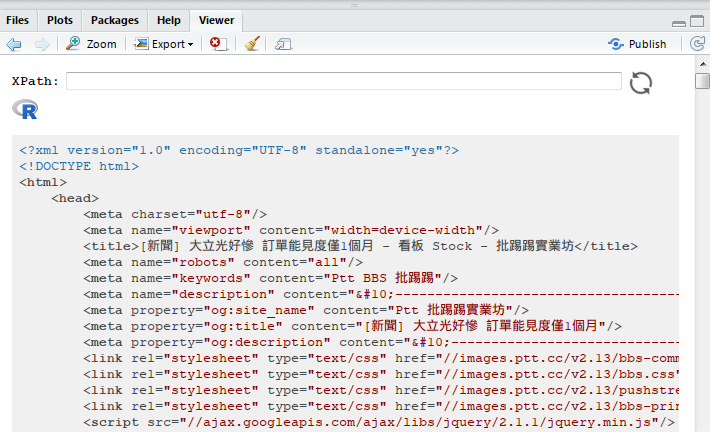 Files Plots Packages Help Viewer
Zoom Export Publish
XPath:
R
<?xml version="1.0" encoding="UTF-8" standalone="yes"?>
<!DOCTYPE html>
<html>
<head>
<meta charset="utf-8"/>
<meta name="viewport" content="width=device-width"/>
<title>[新聞] 大立光好慘 訂單能見度僅1個月 - 看板 Stock - 批踢踢實業坊</title>
<meta name="robots" content="all"/>
<meta name="keywords" content="Ptt BBS 批踢踢"/>
<meta name="description" content="&#10;------------------------------------
<meta property="og:site_name" content="Ptt 批踢踢實業坊"/>
<meta property="og:title" content="[新聞] 大立光好慘 訂單能見度僅1個月"/>
<meta property="og:description" content="&#10;-----------------------------
<link rel="stylesheet" type="text/css" href="//images.ptt.cc/v2.13/bbs-comm
<link rel="stylesheet" type="text/css" href="//images.ptt.cc/v2.13/bbs.css"
<link rel="stylesheet" type="text/css" href="//images.ptt.cc/v2.13/pushstre
<link rel="stylesheet" type="text/css" href="//images.ptt.cc/v2.13/bbs-prin
<script src="//ajax.googleapis.com/ajax/libs/jquery/2.1.1/jquery.min.js"/>